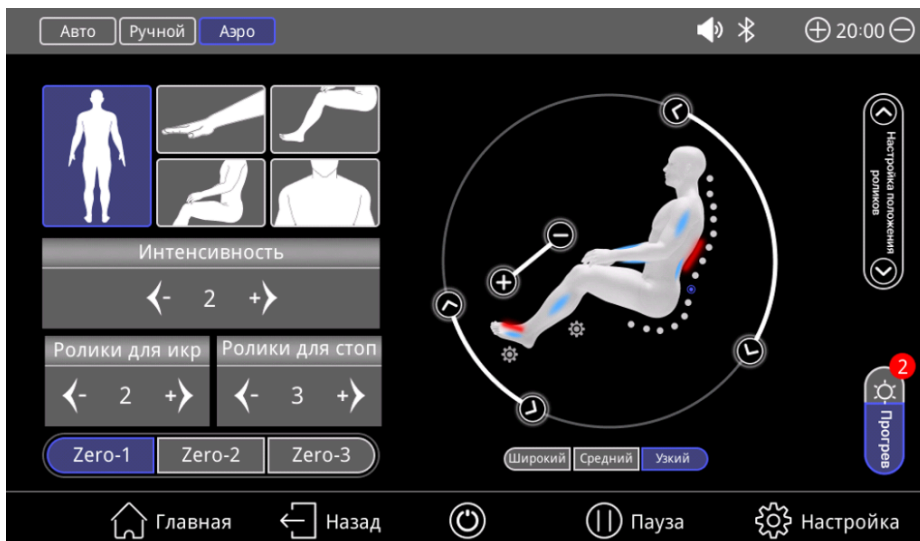 Авто Ручной Аэро
20:00
Интенсивность
- 2 +
Ролики для икр
- 2 +
Ролики для стоп
- 3 +
Zero-1 Zero-2 Zero-3
Широкий Средний Узкий
Настройка положения
роликов
2
Прогрев
Главная Назад Пауза Настройка